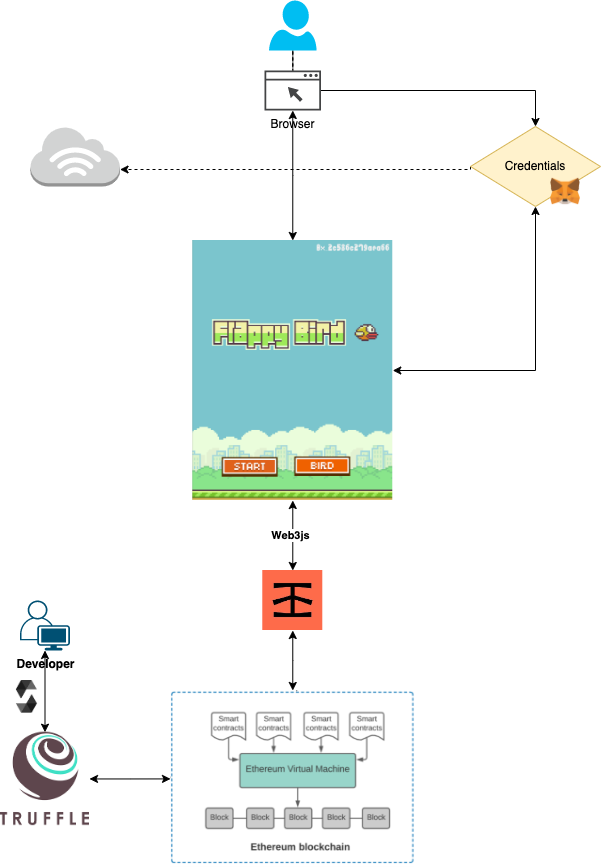 Browser
Credentials
Flappy Bird
START
BIRD
Web3js
Developer
TRUFFLE
Smart
contracts
Smart
contracts
Smart
contracts
Smart
contracts
Ethereum Virtual Machine
Block
Block
Block
Block
Block
Ethereum blockchain